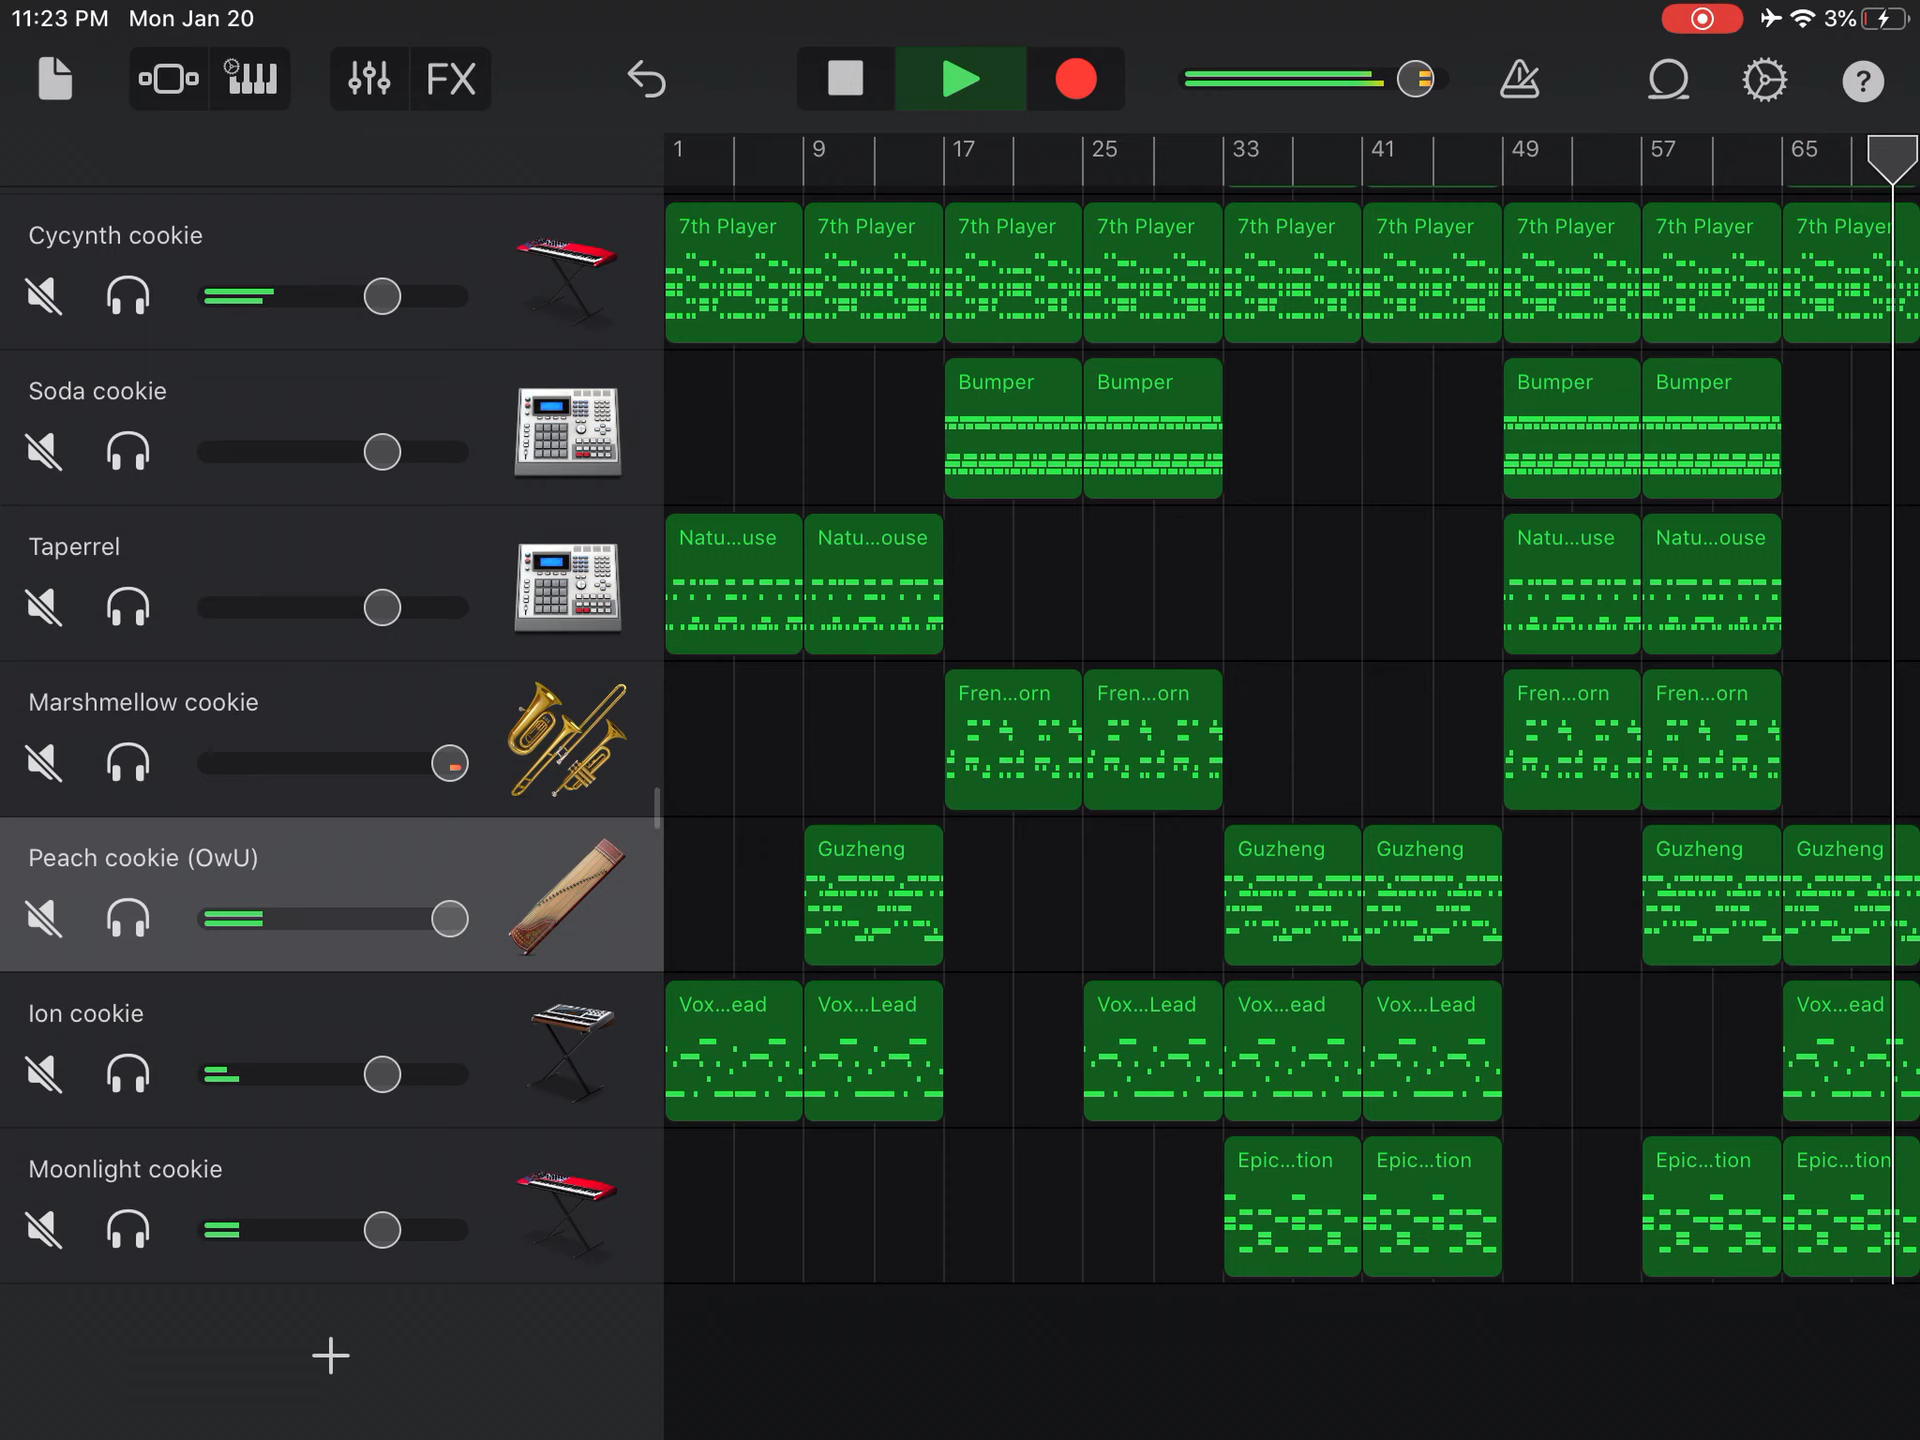 11:23 PM Mon Jan 20 3%
FX ?
1 9 17 25 33 41 49 57 65
Cycynth cookie
7th Player 7th Player 7th Player 7th Player 7th Player 7th Player 7th Player 7th Player 7th Player
Soda cookie
Bumper Bumper Bumper Bumper
Taperrel
Natu...use Natu...ouse Natu...use Natu...ouse
Marshmellow cookie
Fren...orn Fren...orn Fren...orn Fren...orn
Peach cookie (OwU)
Guzheng Guzheng Guzheng Guzheng Guzheng
Ion cookie
Vox...ead Vox...Lead Vox...Lead Vox...ead Vox...Lead Vox...ead
Moonlight cookie
Epic...tion Epic...tion Epic...tion Epic...tion